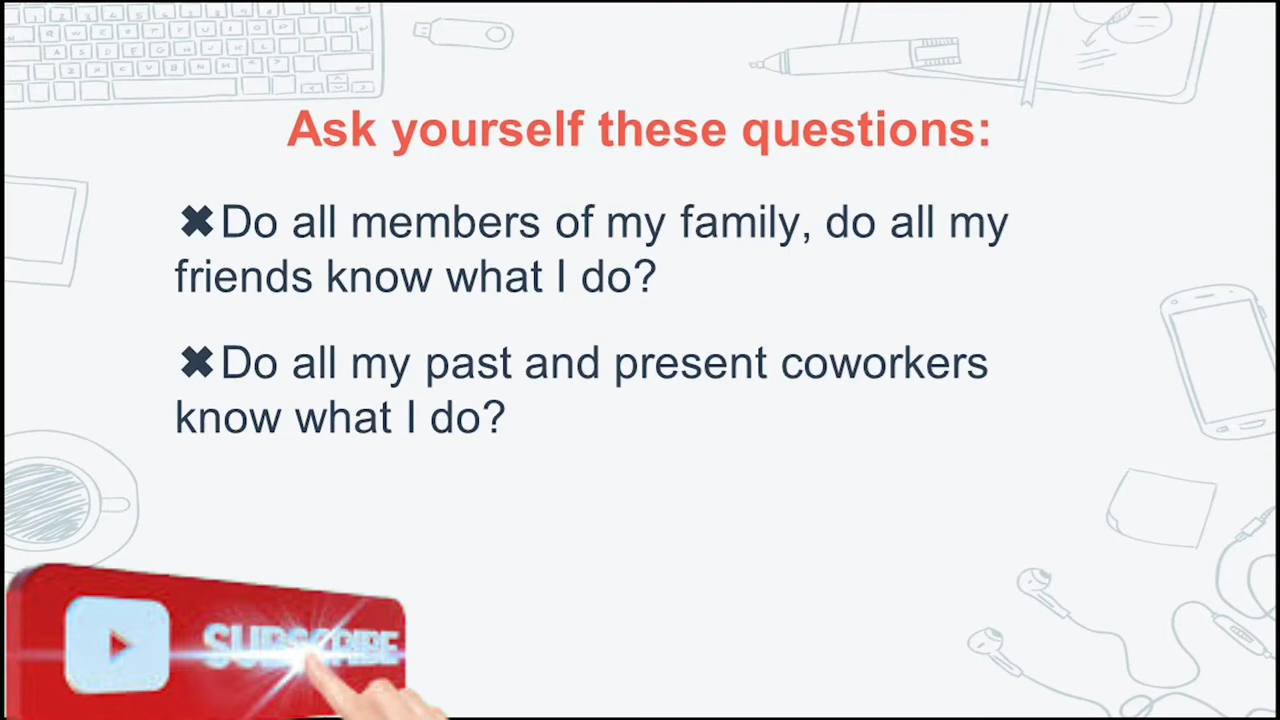 Ask yourself these questions:
✖Do all members of my family, do all my
friends know what I do?
✖Do all my past and present coworkers
know what I do?
SUBSCRIBE